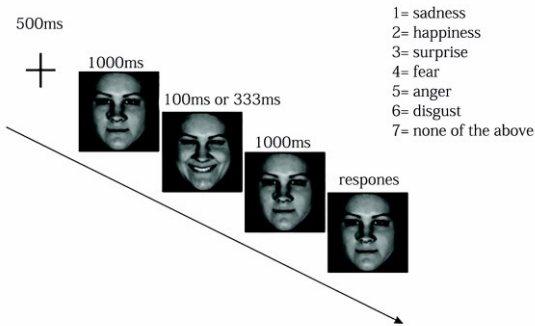 500ms
1000ms
100ms or 333ms
1000ms
respones
1= sadness
2= happiness
3= surprise
4= fear
5= anger
6= disgust
7= none of the above